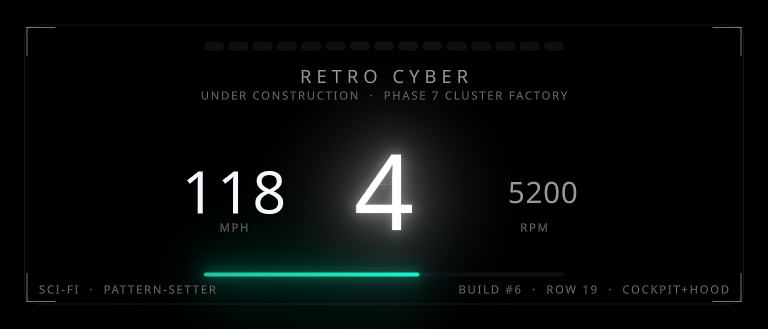 RETRO CYBER
UNDER CONSTRUCTION · PHASE 7 CLUSTER FACTORY
118 4 5200
MPH RPM
SCI-FI · PATTERN-SETTER BUILD #6 · ROW 19 · COCKPIT+HOOD